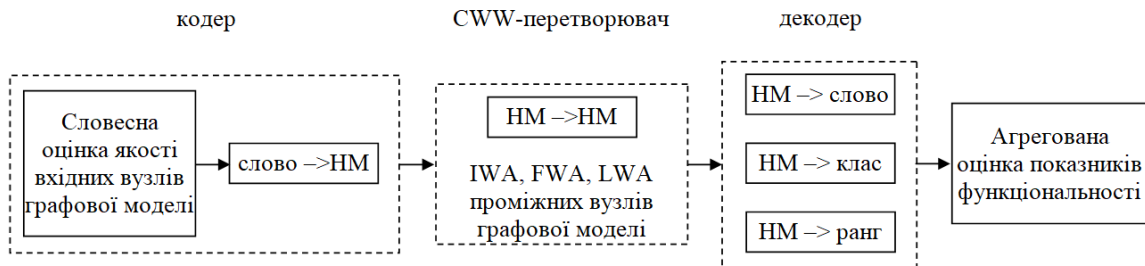 кодер
CWW-перетворювач
декодер
Словесна
оцінка якості
вхідних вузлів
графової моделі
слово –>НМ
НМ –>НМ
IWA, FWA, LWA
проміжних вузлів
графової моделі
НМ –> слово
НМ –> клас
НМ –> ранг
Агрегована
оцінка показників
функціональності